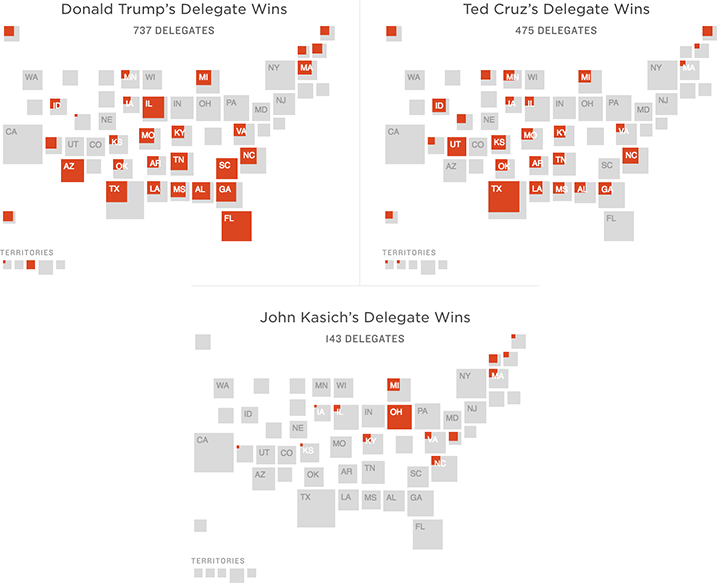 Donald Trump’s Delegate Wins
737 DELEGATES
WA MN WI MI NY MA
ID IA IL IN OH PA MD NJ
NE
CA UT CO KS MO KY VA
AZ OK AR TN SC NC
TX LA MS AL GA
FL
TERRITORIES
Ted Cruz’s Delegate Wins
475 DELEGATES
WA MN WI MI NY MA
ID IA IL IN OH PA MD NJ
NE
CA UT CO KS MO KY VA
AZ OK AR TN SC NC
TX LA MS AL GA
FL
TERRITORIES
John Kasich’s Delegate Wins
143 DELEGATES
WA MN WI MI NY MA
ID IA IL IN OH PA MD NJ
NE
CA UT CO KS MO KY VA
AZ OK AR TN SC NC
TX LA MS AL GA
FL
TERRITORIES